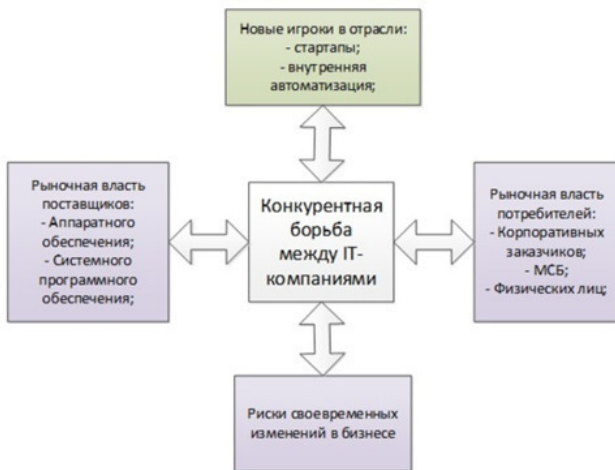 Новые игроки в отрасли:
- стартапы;
- внутренняя
автоматизация;
Рыночная власть
поставщиков:
- Аппаратного
обеспечения;
- Системного
программного
обеспечения;
Конкурентная
борьба
между IT-
компаниями
Рыночная власть
потребителей:
- Корпоративных
заказчиков;
- МСБ;
- Физических лиц;
Риски своевременных
изменений в бизнесе